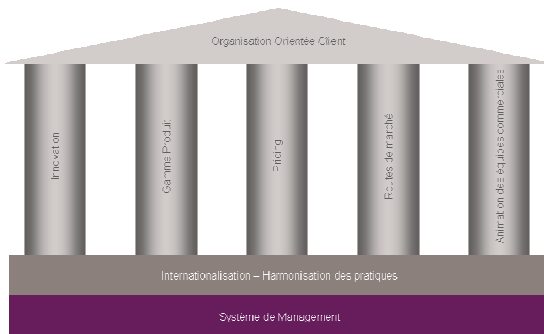 Organisation Orientée Client
Innovation
Gamme Produit
Pricing
Routes de marché
Animation des équipes commerciales
Internationalisation – Harmonisation des pratiques
Système de Management